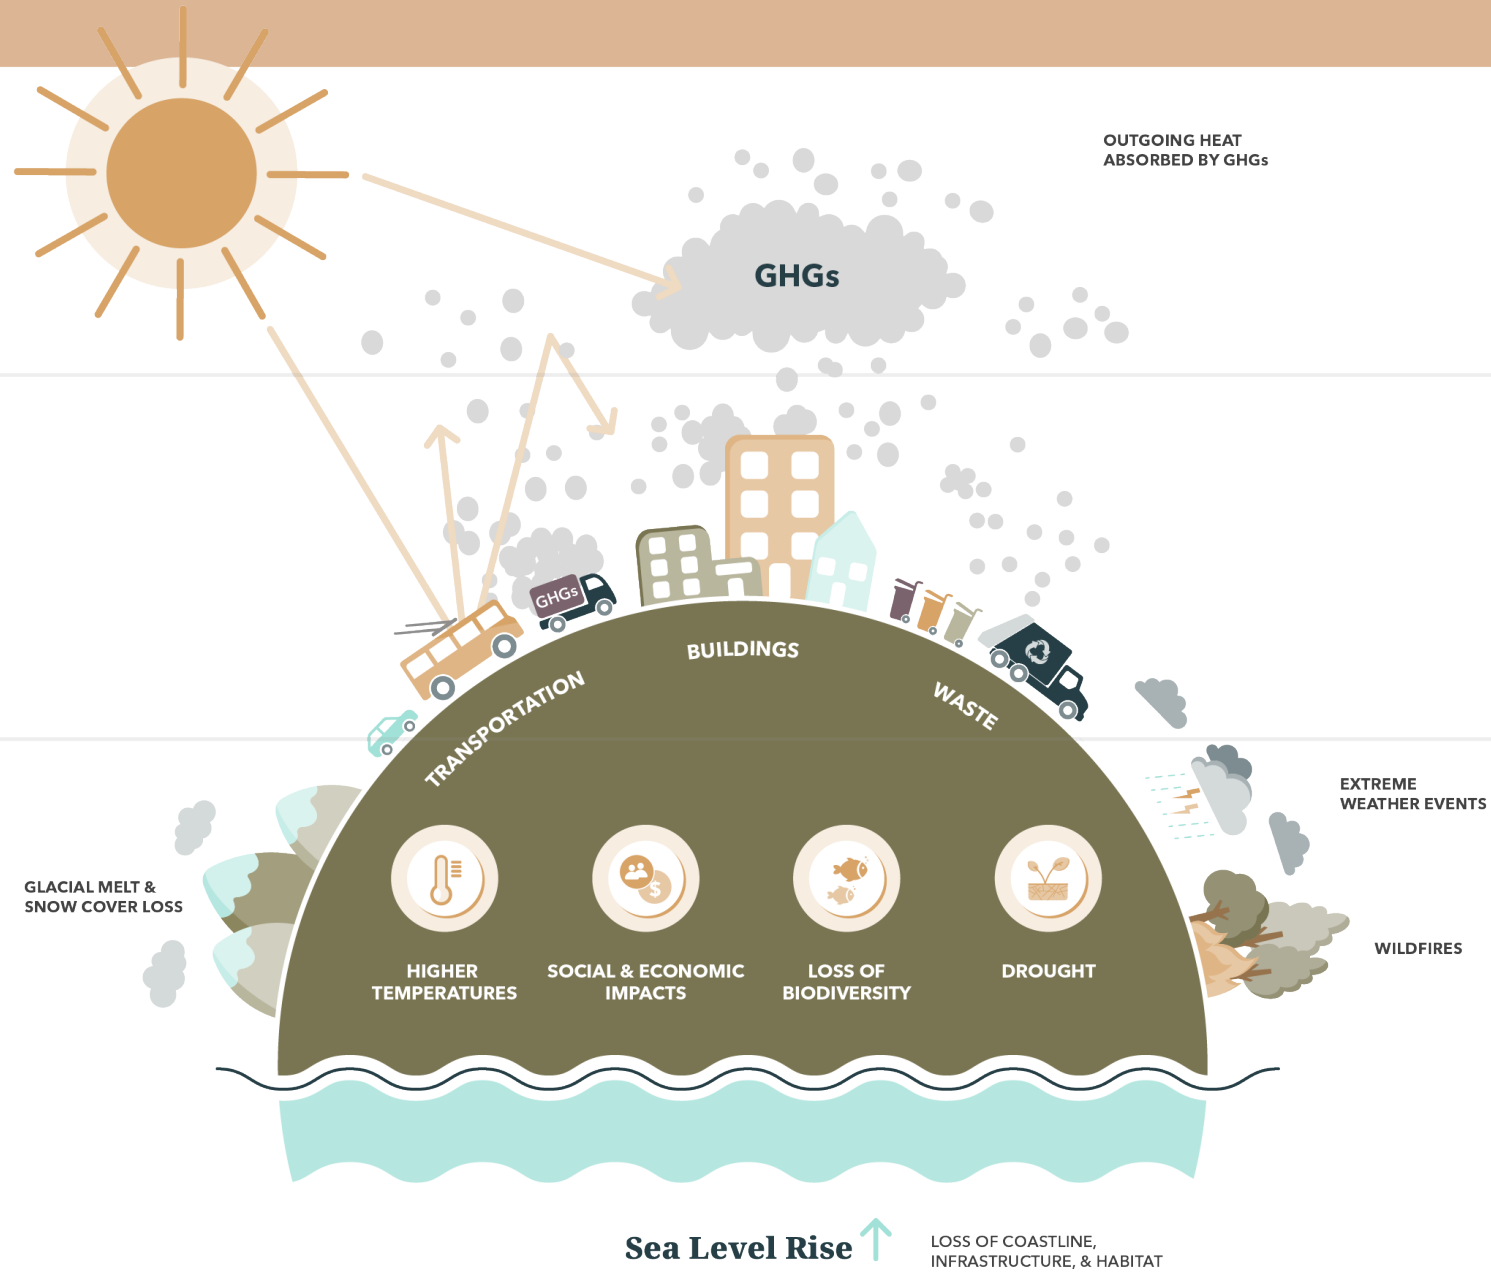 OUTGOING HEAT
ABSORBED BY GHGs
GHGs
GHGs
BUILDINGS
TRANSPORTATION
WASTE
EXTREME
WEATHER EVENTS
GLACIAL MELT &
SNOW COVER LOSS
WILDFIRES
$
HIGHER
TEMPERATURES
SOCIAL & ECONOMIC
IMPACTS
LOSS OF
BIODIVERSITY
DROUGHT
Sea Level Rise
LOSS OF COASTLINE,
INFRASTRUCTURE, & HABITAT